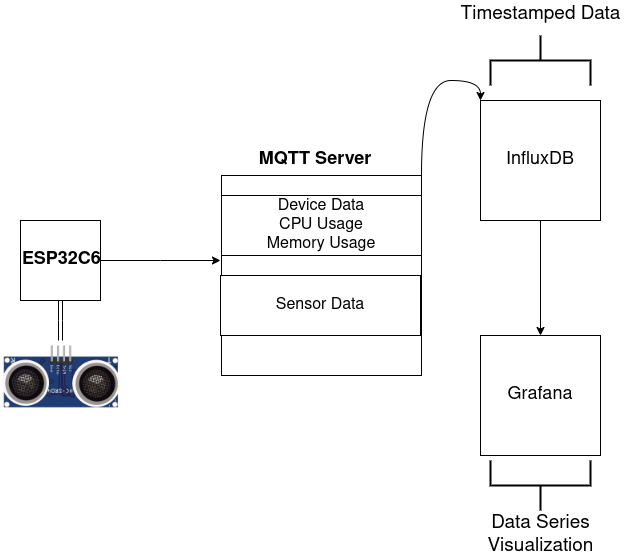 Timestamped Data
InfluxDB
MQTT Server
Device Data
CPU Usage
Memory Usage
ESP32C6
Sensor Data
Grafana
Data Series
Visualization